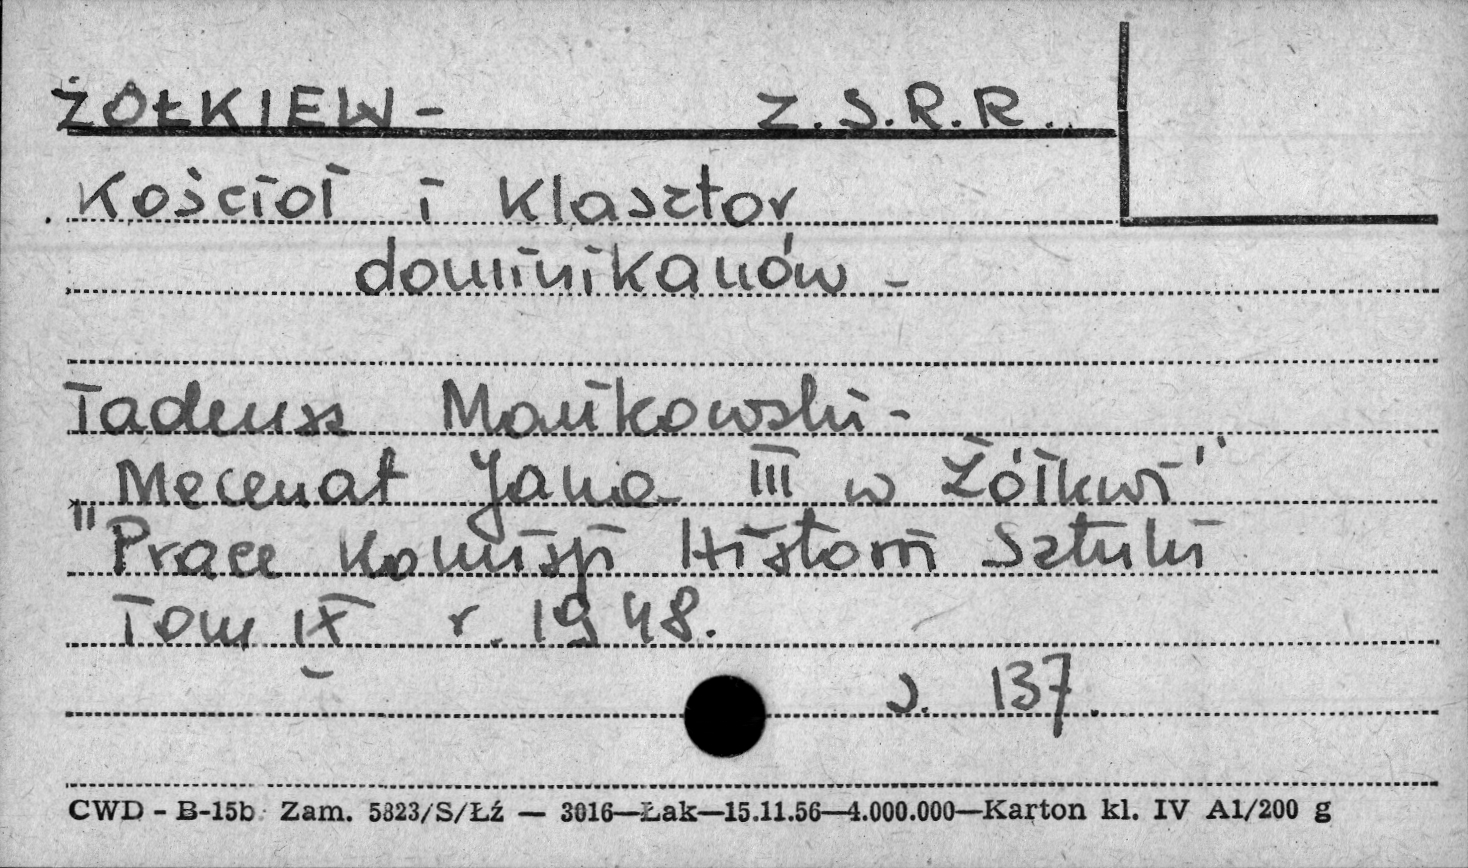 ŻÓŁKIEW - Z.S.R.R.
Kościół i Klasztor
dominikanów -
Tadeusz Mańkowski -
Mecenat Jana III w Żółkwi"
"Prace Komisji Historii Sztuki
Tom IX r. 1948.
s. 137.
CWD - B-15b Zam. 5823/S/Łź — 3016—Łak—15.11.56—4.000.000—Karton kl. IV A1/200 g